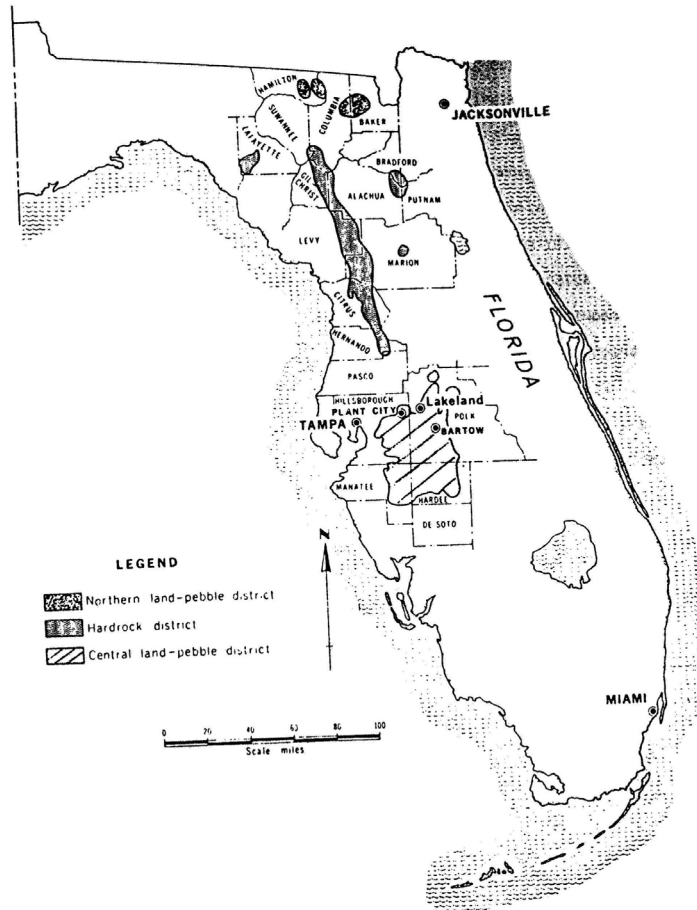 HAMILTON
COLUMBIA
SUWANNEE
BAKER
JACKSONVILLE
LAFAYETTE
BRADFORD
GIL
CHRIST
ALACHUA
PUTNAM
LEVY
MARION
CITRUS
FLORIDA
HERNANDO
PASCO
HILLSBOROUGH
Lakeland
PLANT CITY
POLK
TAMPA
BARTOW
MANATEE
HARDEE
DE SOTO
N
LEGEND
Northern land-pebble district
Hardrock district
Central land-pebble district
MIAMI
0 20 40 60 80 100
Scale miles